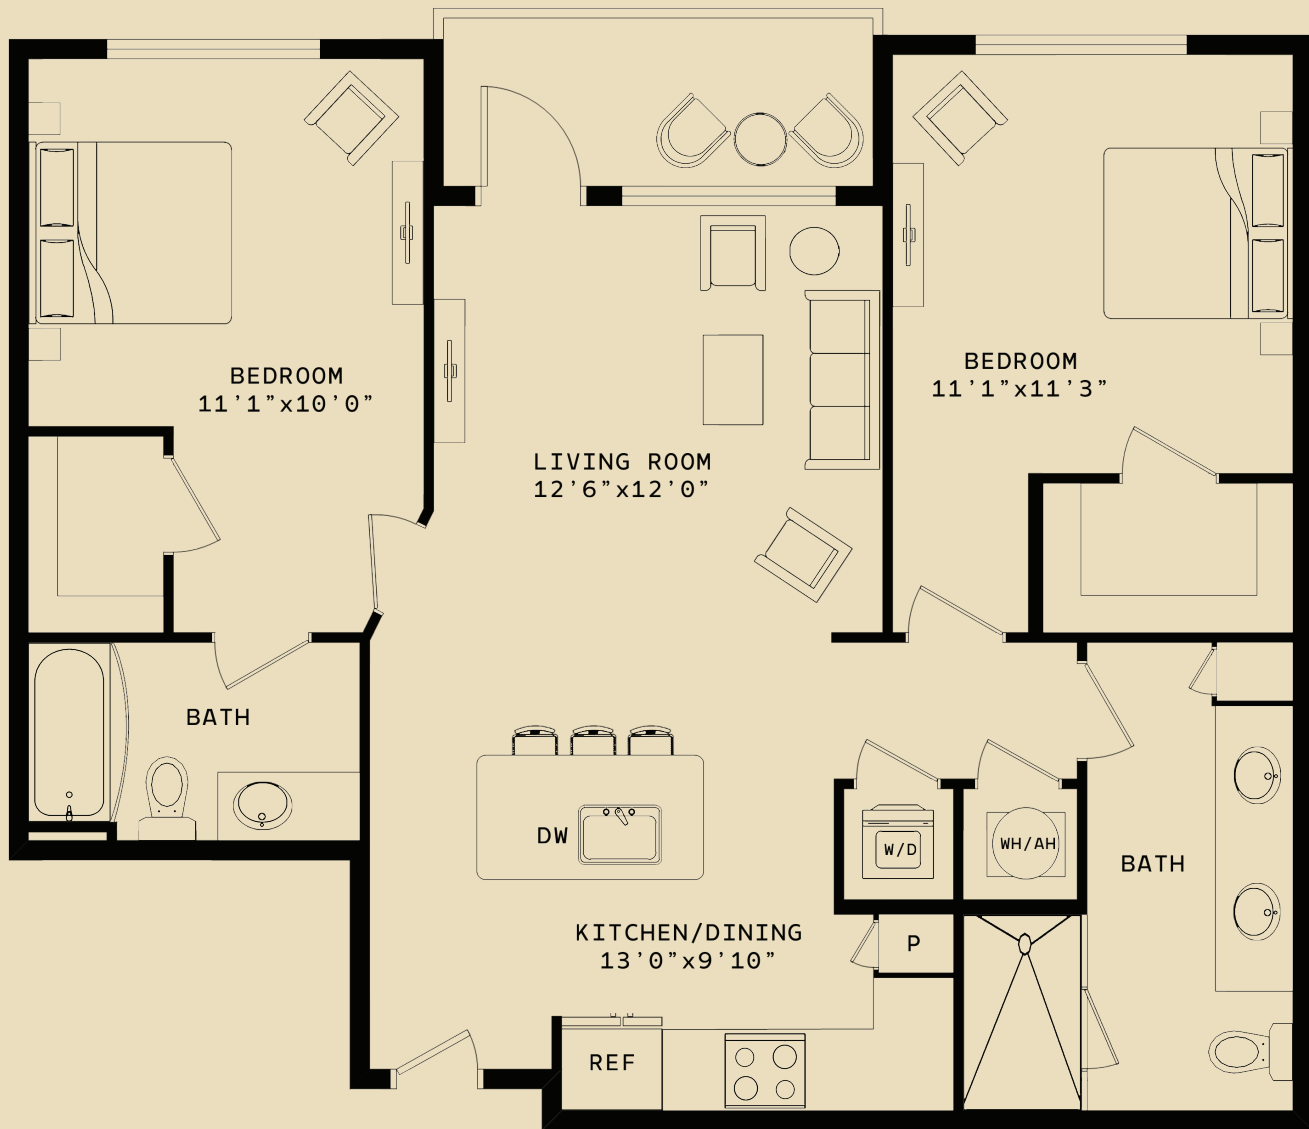 BEDROOM
11'1"x10'0"
BEDROOM
11'1"x11'3"
LIVING ROOM
12'6"x12'0"
BATH
DW
W/D
WH/AH
BATH
KITCHEN/DINING
13'0"x9'10"
P
REF